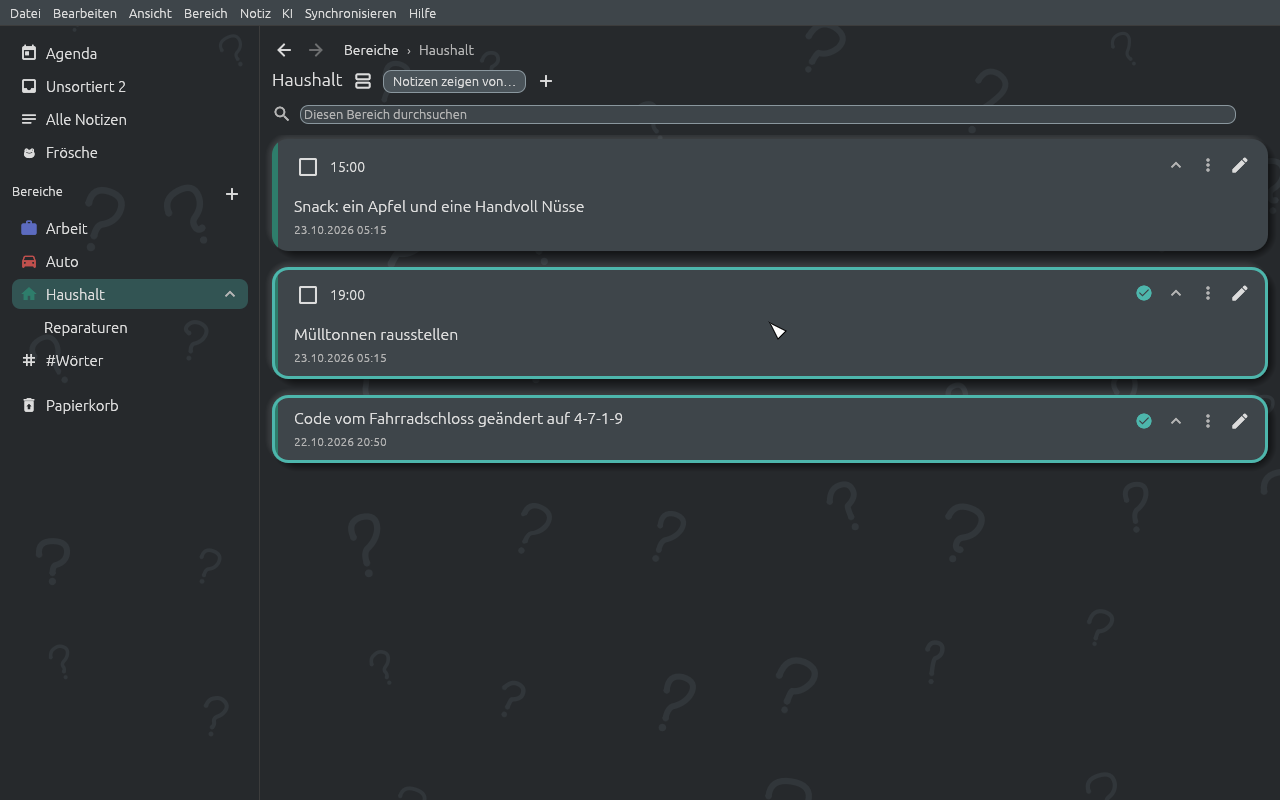 Datei Bearbeiten Ansicht Bereich Notiz KI Synchronisieren Hilfe
Agenda
Unsortiert 2
Alle Notizen
Frösche
Bereiche
Arbeit
Auto
Haushalt
Reparaturen
#Wörter
Papierkorb
Bereiche › Haushalt
Haushalt Notizen zeigen von...
Diesen Bereich durchsuchen
15:00
Snack: ein Apfel und eine Handvoll Nüsse
23.10.2026 05:15
19:00
Mülltonnen rausstellen
23.10.2026 05:15
Code vom Fahrradschloss geändert auf 4-7-1-9
22.10.2026 20:50